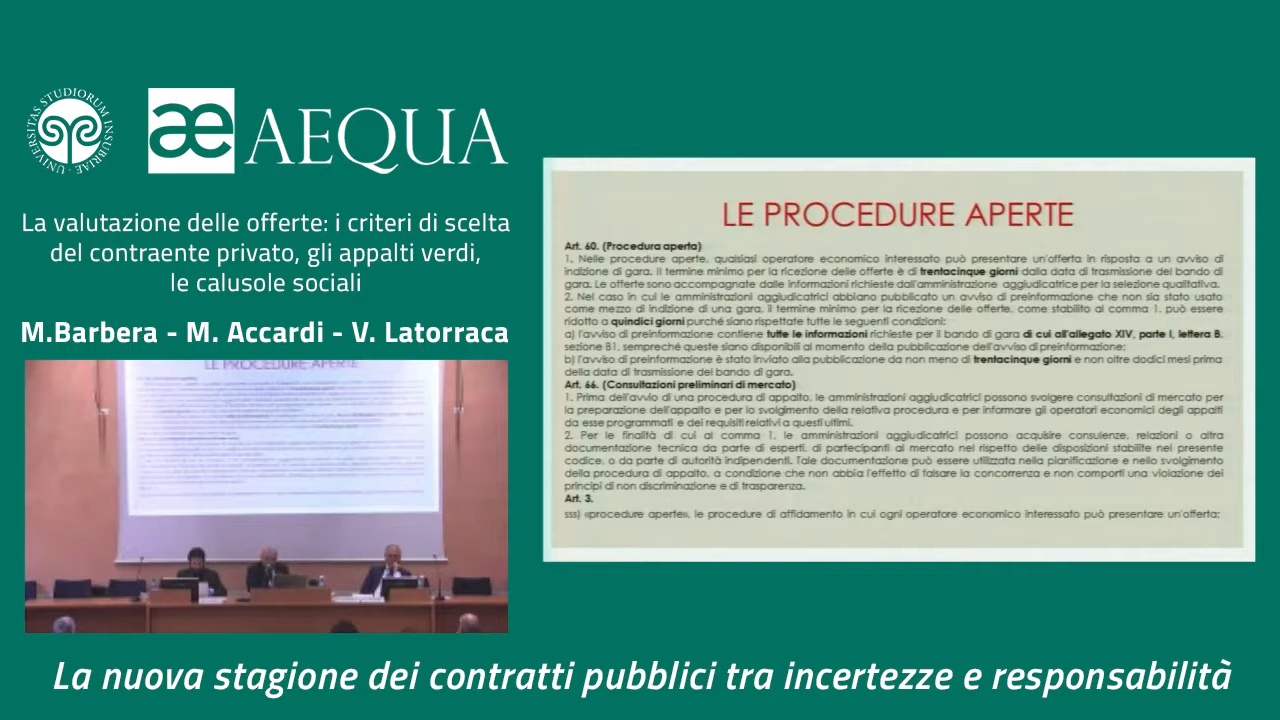 UNIVERSITAS STUDIORUM INSUBRIAE
æ AEQUA
La valutazione delle offerte: i criteri di scelta
del contraente privato, gli appalti verdi,
le calusole sociali
M.Barbera - M. Accardi - V. Latorraca
LE PROCEDURE APERTE
LE PROCEDURE APERTE
Art. 60. (Procedura aperta)
1. Nelle procedure aperte, qualsiasi operatore economico interessato può presentare un'offerta in risposta a un avviso di
indizione di gara. Il termine minimo per la ricezione delle offerte è di trentacinque giorni dalla data di trasmissione del bando di
gara. Le offerte sono accompagnate dalle informazioni richieste dall'amministrazione aggiudicatrice per la selezione qualitativa.
2. Nel caso in cui le amministrazioni aggiudicatrici abbiano pubblicato un avviso di preinformazione che non sia stato usato
come mezzo di indizione di una gara, il termine minimo per la ricezione delle offerte, come stabilito al comma 1, può essere
ridotto a quindici giorni purché siano rispettate tutte le seguenti condizioni:
a) l'avviso di preinformazione contiene tutte le informazioni richieste per il bando di gara di cui all'allegato XIV, parte I, lettera B,
sezione B1, sempreché queste siano disponibili al momento della pubblicazione dell'avviso di preinformazione;
b) l'avviso di preinformazione è stato inviato alla pubblicazione da non meno di trentacinque giorni e non oltre dodici mesi prima
della data di trasmissione del bando di gara.
Art. 66. (Consultazioni preliminari di mercato)
1. Prima dell'avvio di una procedura di appalto, le amministrazioni aggiudicatrici possono svolgere consultazioni di mercato per
la preparazione dell'appalto e per lo svolgimento della relativa procedura e per informare gli operatori economici degli appalti
da esse programmati e dei requisiti relativi a questi ultimi.
2. Per le finalità di cui al comma 1, le amministrazioni aggiudicatrici possono acquisire consulenze, relazioni o altra
documentazione tecnica da parte di esperti, di partecipanti al mercato nel rispetto delle disposizioni stabilite nel presente
codice, o da parte di autorità indipendenti. Tale documentazione può essere utilizzata nella pianificazione e nello svolgimento
della procedura di appalto, a condizione che non abbia l'effetto di falsare la concorrenza e non comporti una violazione dei
principi di non discriminazione e di trasparenza.
Art. 3.
sss) «procedure aperte», le procedure di affidamento in cui ogni operatore economico interessato può presentare un'offerta;
La nuova stagione dei contratti pubblici tra incertezze e responsabilità